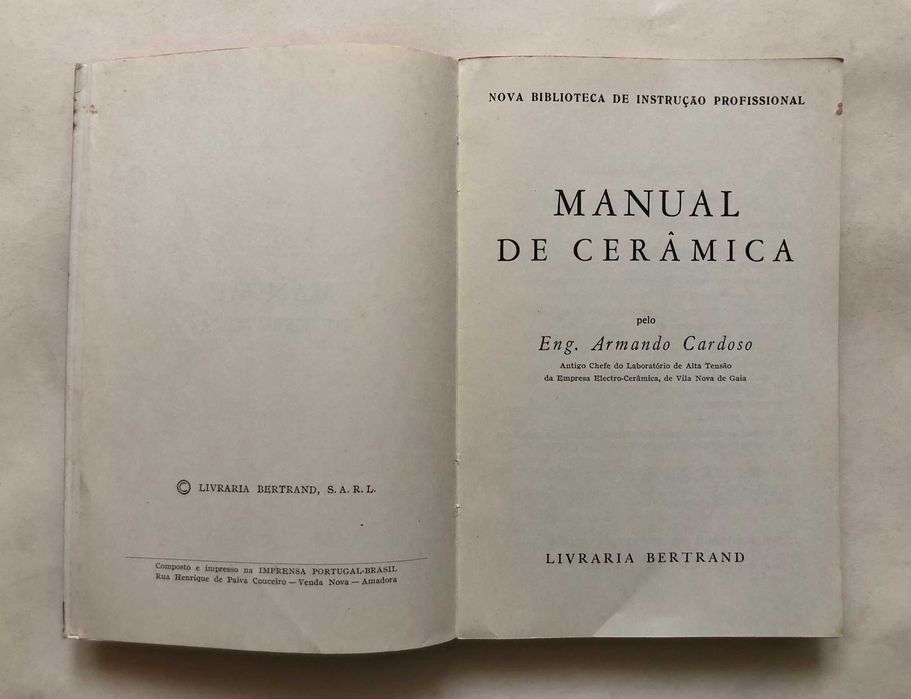 © LIVRARIA BERTRAND, S. A. R. L.
Composto e impresso na IMPRENSA PORTUGAL-BRASIL
Rua Henrique de Paiva Couceiro — Venda Nova — Amadora
NOVA BIBLIOTECA DE INSTRUÇÃO PROFISSIONAL
MANUAL
DE CERÂMICA
pelo
Eng. Armando Cardoso
Antigo Chefe do Laboratório de Alta Tensão
da Empresa Electro-Cerâmica, de Vila Nova de Gaia
LIVRARIA BERTRAND